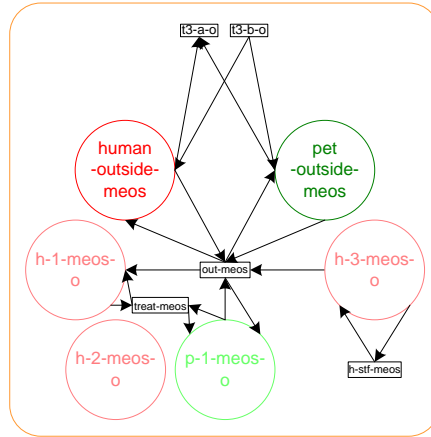 t3-a-o
t3-b-o
human
-outside-
meos
pet
-outside-
meos
h-1-meos-
o
out-meos
h-3-meos-
o
treat-meos
h-2-meos-
o
p-1-meos-
o
h-stf-meos